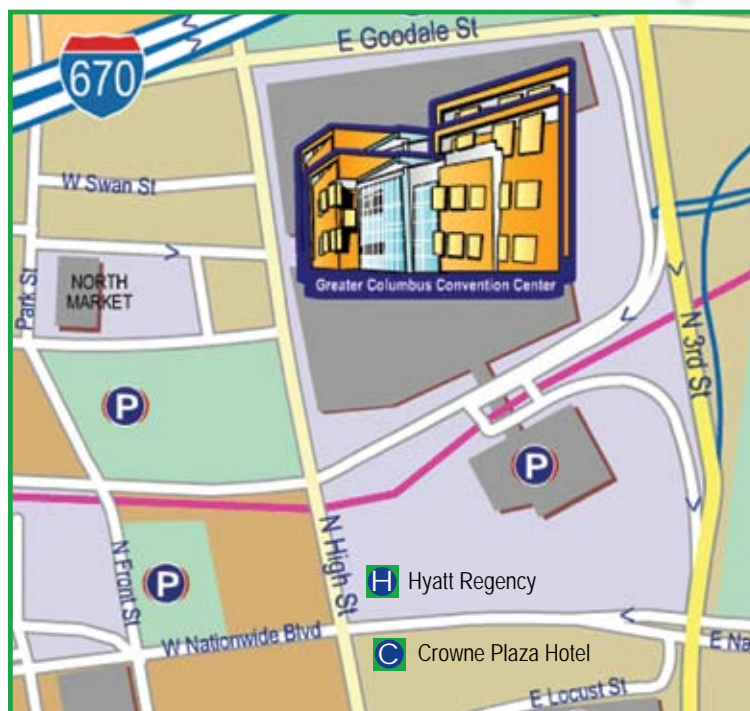 E Goodale St
670
W Swan St
Greater Columbus Convention Center
NORTH
MARKET
Park St
N 3rd St
P
P
N High St
N Front St
P
H Hyatt Regency
W Nationwide Blvd
C Crowne Plaza Hotel
E Na
E Locust St